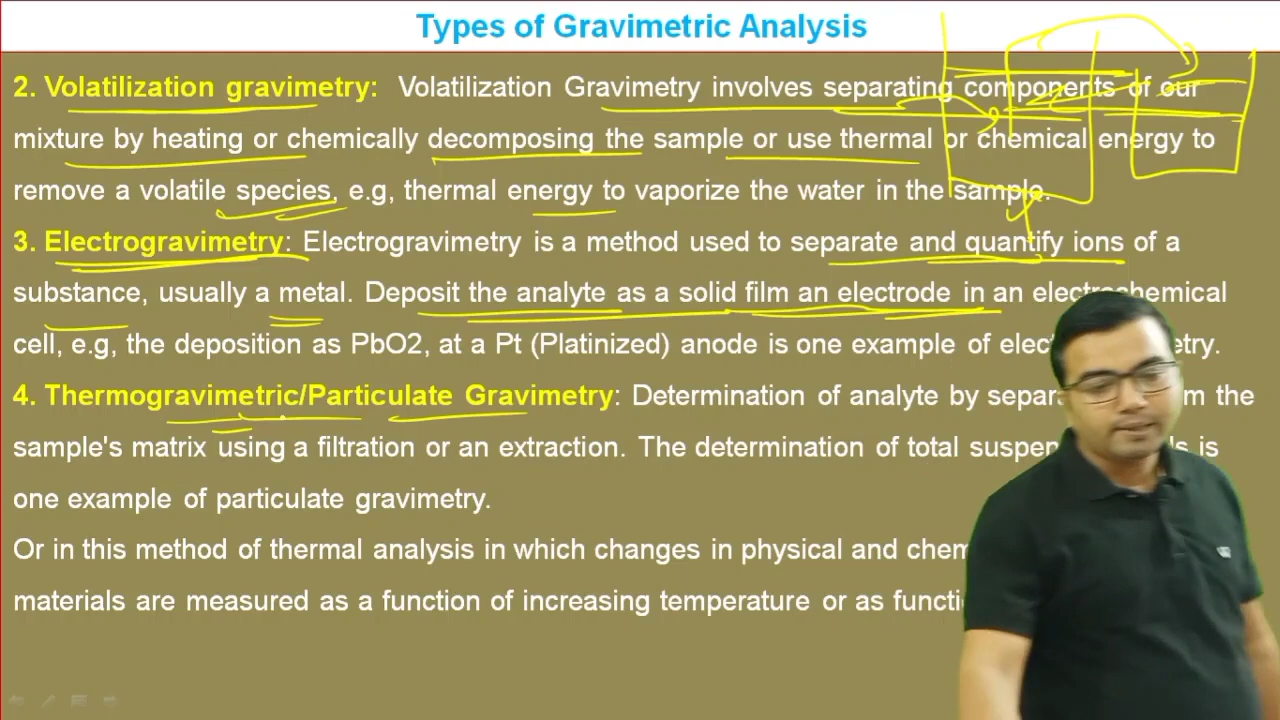 Types of Gravimetric Analysis
2. Volatilization gravimetry: Volatilization Gravimetry involves separating components of our
mixture by heating or chemically decomposing the sample or use thermal or chemical energy to
remove a volatile species, e.g, thermal energy to vaporize the water in the sample.
3. Electrogravimetry: Electrogravimetry is a method used to separate and quantify ions of a
substance, usually a metal. Deposit the analyte as a solid film an electrode in an electrochemical
cell, e.g, the deposition as PbO2, at a Pt (Platinized) anode is one example of
4. Thermogravimetric/Particulate Gravimetry: Determination of analyte by the
sample's matrix using a filtration or an extraction. The determination of total is
one example of particulate gravimetry.
Or in this method of thermal analysis in which changes in physical and
materials are measured as a function of increasing temperature or as